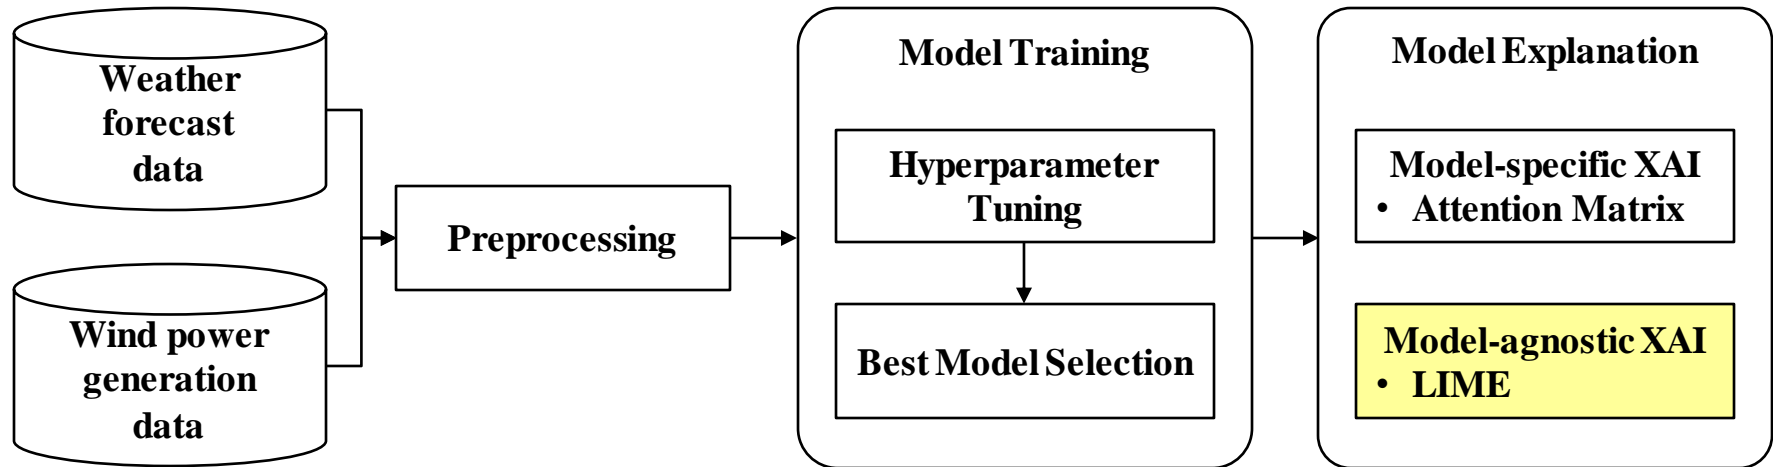 Weather
forecast
data
Wind power
generation
data
Preprocessing
Model Training
Hyperparameter
Tuning
Best Model Selection
Model Explanation
Model-specific XAI
• Attention Matrix
Model-agnostic XAI
• LIME